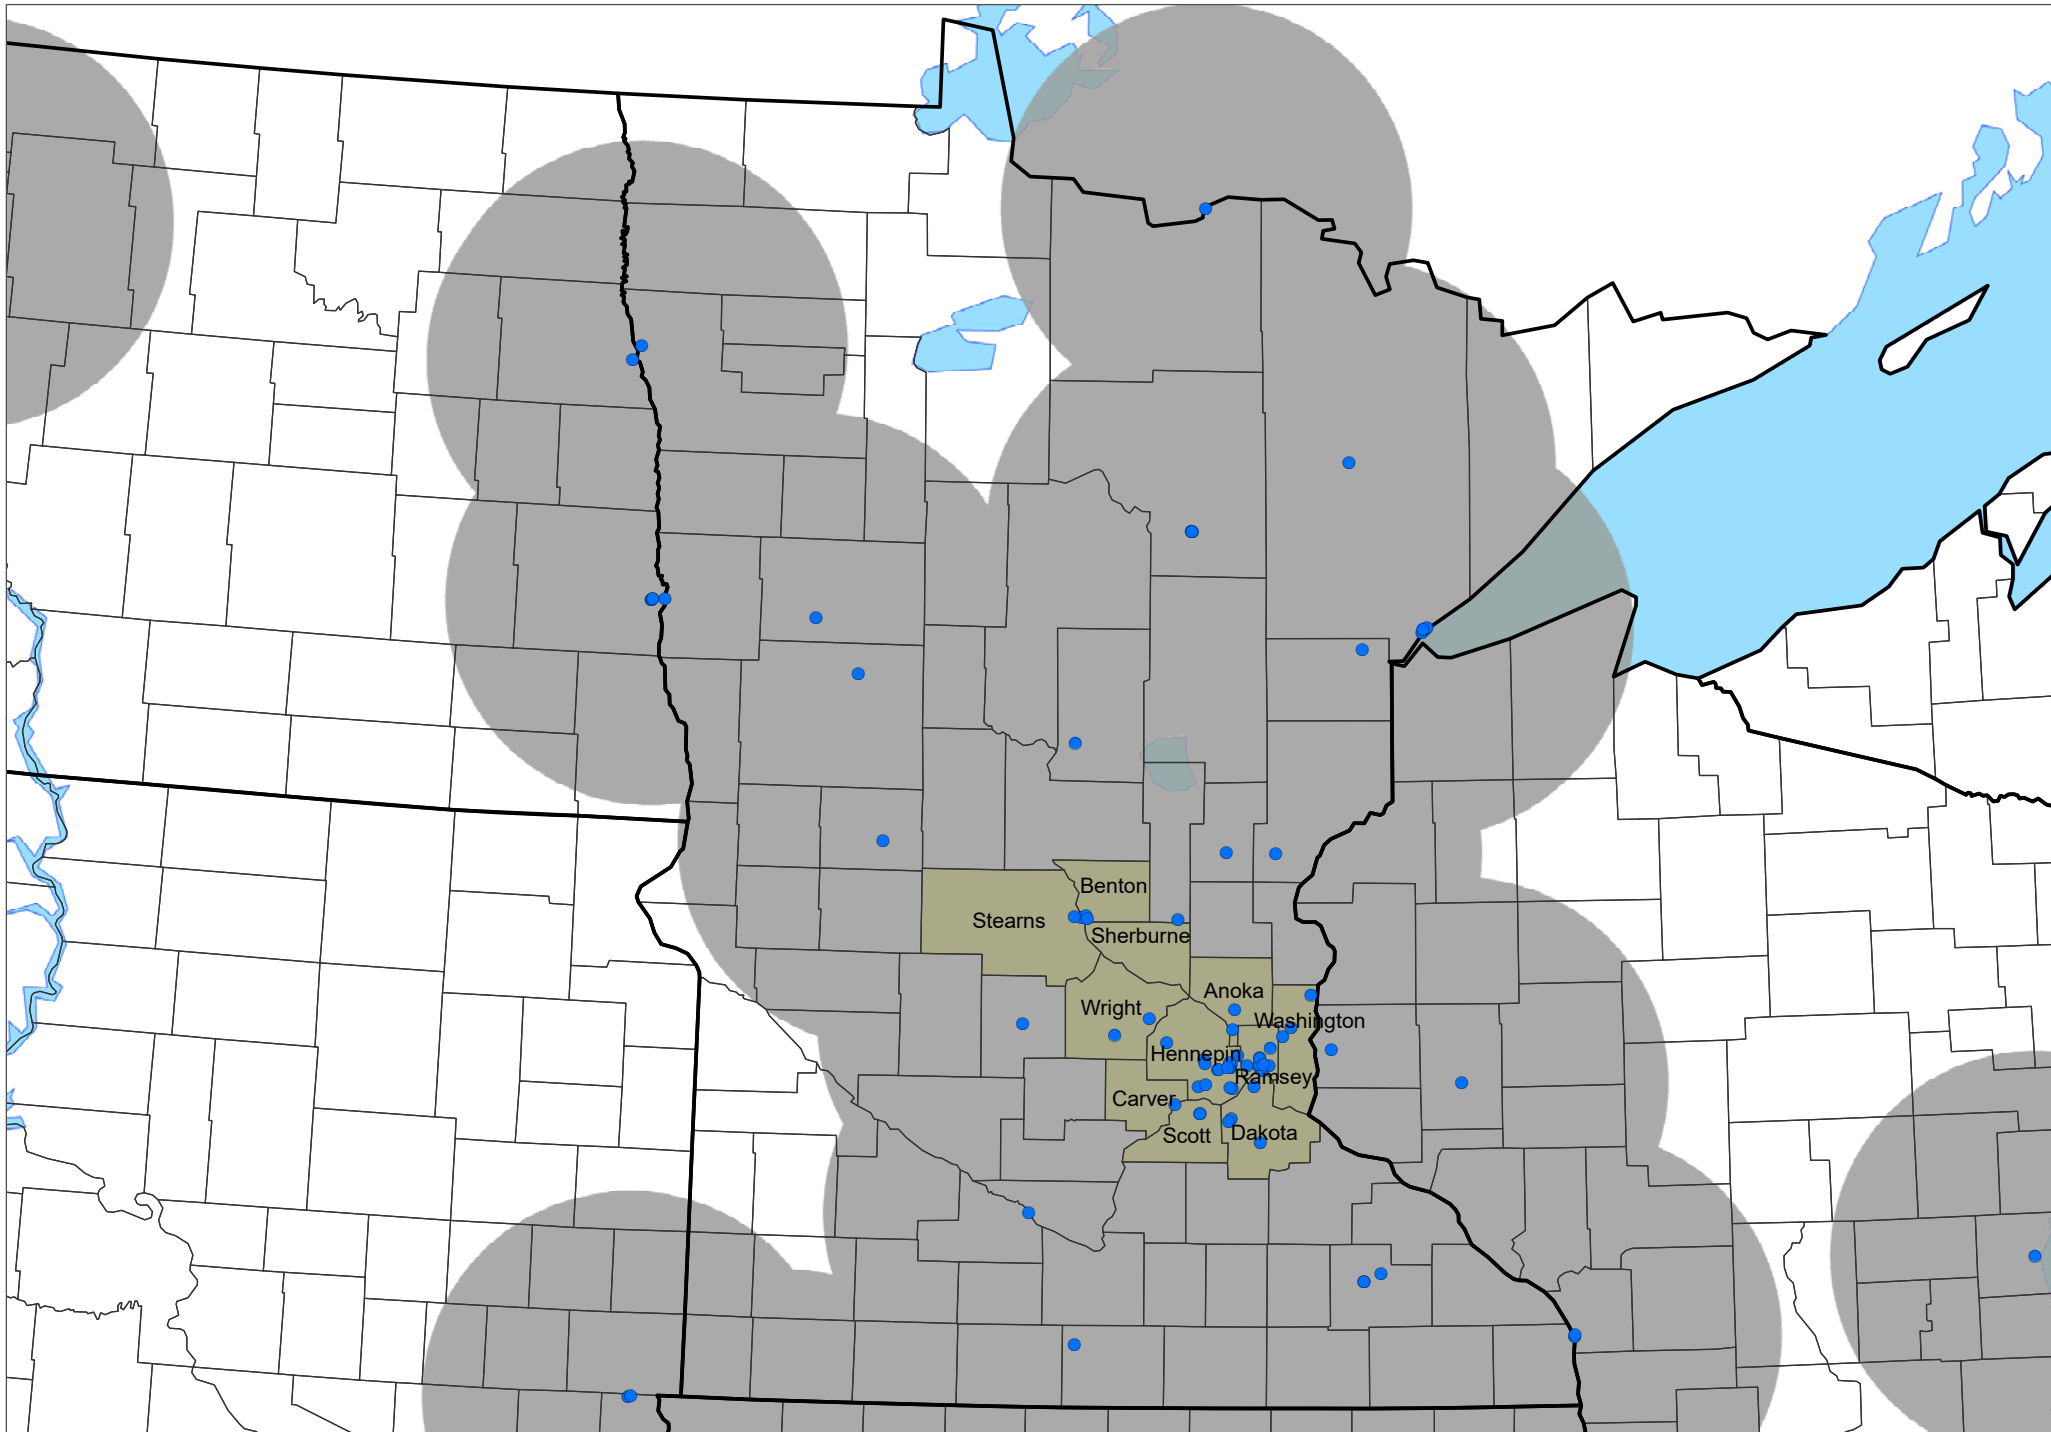 Benton
Stearns
Sherburne
Anoka
Wright
Washington
Hennepin
Ramsey
Carver
Scott
Dakota